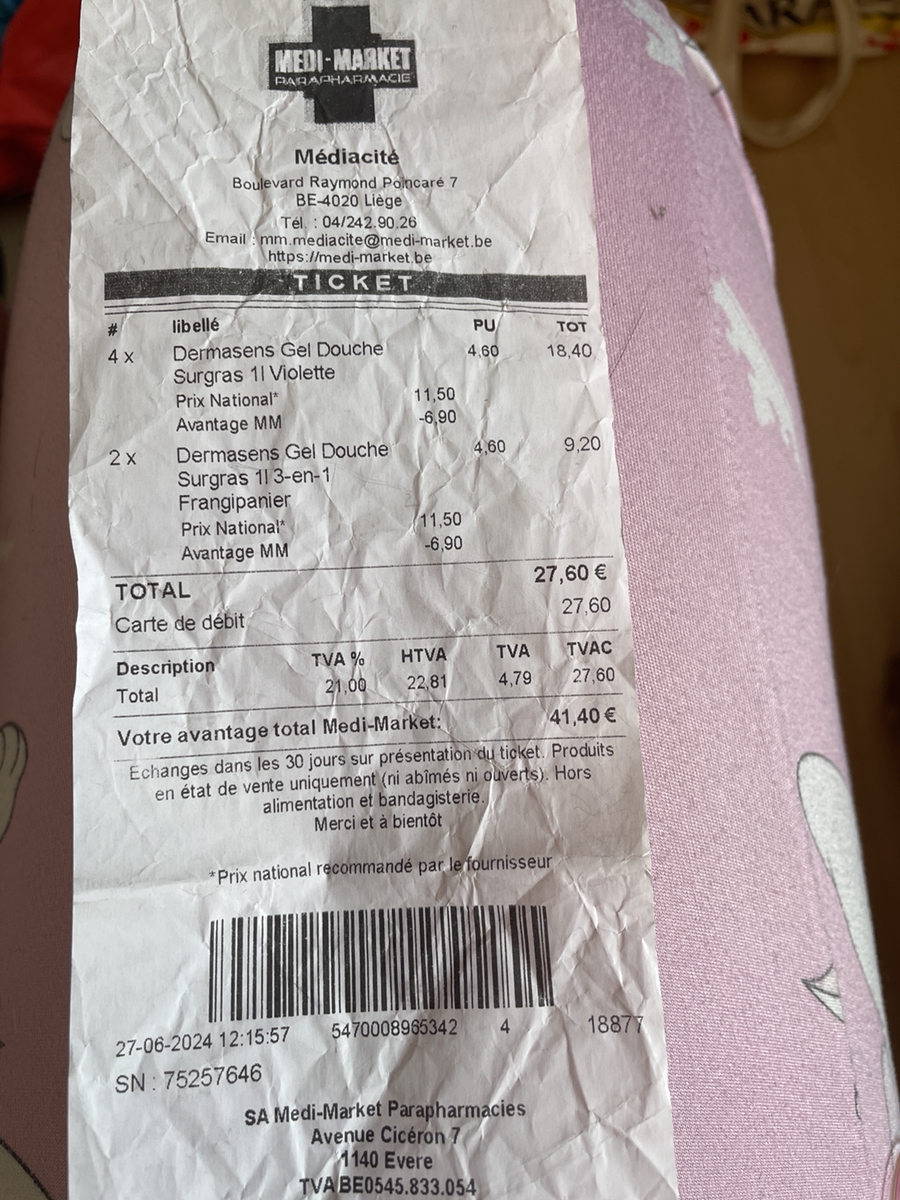 MEDI-MARKET
PARAPHARMACIE
Médiacité
Boulevard Raymond Poincaré 7
BE-4020 Liège
Tél. : 04/242.90.26
Email : mm.mediacite@medi-market.be
https://medi-market.be
TICKET
# libellé PU TOT
4 x Dermasens Gel Douche 4,60 18,40
Surgras 1l Violette
Prix National* 11,50
Avantage MM -6,90
2 x Dermasens Gel Douche 4,60 9,20
Surgras 1l 3-en-1
Frangipanier
Prix National* 11,50
Avantage MM -6,90
TOTAL 27,60 €
Carte de débit 27,60
Description TVA % HTVA TVA TVAC
Total 21,00 22,81 4,79 27,60
Votre avantage total Medi-Market: 41,40 €
Echanges dans les 30 jours sur présentation du ticket. Produits
en état de vente uniquement (ni abîmés ni ouverts). Hors
alimentation et bandagisterie.
Merci et à bientôt
*Prix national recommandé par le fournisseur
27-06-2024 12:15:57 5470008965342 4 18877
SN : 75257646
SA Medi-Market Parapharmacies
Avenue Cicéron 7
1140 Evere
TVA BE0545.833.054